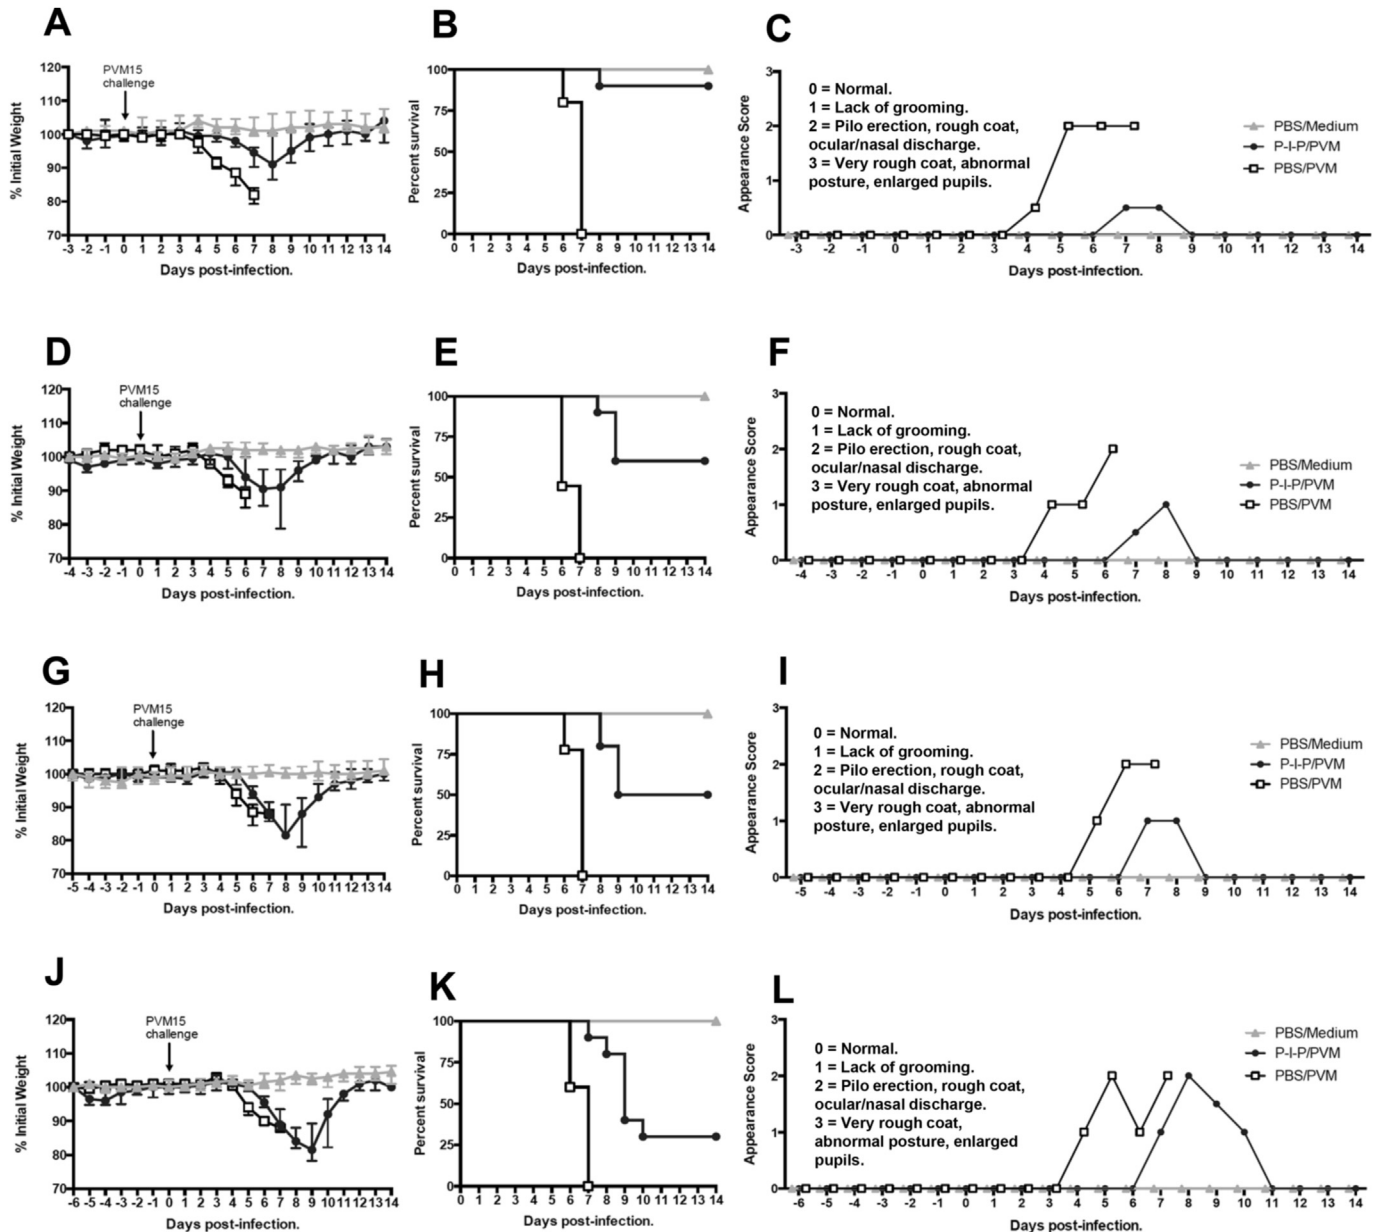 A
B
C
PVM15
challenge
% Initial Weight
120
110
100
90
80
70
-3 -2 -1 0 1 2 3 4 5 6 7 8 9 10 11 12 13 14
Days post-infection.
Percent survival
100
75
50
25
0
0 1 2 3 4 5 6 7 8 9 10 11 12 13 14
Days post-infection.
Appearance Score
3
2
1
0
0 = Normal.
1 = Lack of grooming.
2 = Pilo erection, rough coat,
ocular/nasal discharge.
3 = Very rough coat, abnormal
posture, enlarged pupils.
-3 -2 -1 0 1 2 3 4 5 6 7 8 9 10 11 12 13 14
Days post-infection.
PBS/Medium
P-I-P/PVM
PBS/PVM
D
E
F
PVM15
challenge
% Initial Weight
120
110
100
90
80
70
-4 -3 -2 -1 0 1 2 3 4 5 6 7 8 9 10 11 12 13 14
Days post-infection.
Percent survival
100
75
50
25
0
0 1 2 3 4 5 6 7 8 9 10 11 12 13 14
Days post-infection.
Appearance Score
3
2
1
0
0 = Normal.
1 = Lack of grooming.
2 = Pilo erection, rough coat,
ocular/nasal discharge.
3 = Very rough coat, abnormal
posture, enlarged pupils.
-4 -3 -2 -1 0 1 2 3 4 5 6 7 8 9 10 11 12 13 14
Days post-infection.
PBS/Medium
P-I-P/PVM
PBS/PVM
G
H
I
PVM15
challenge
% Initial Weight
120
110
100
90
80
70
-5 -4 -3 -2 -1 0 1 2 3 4 5 6 7 8 9 10 11 12 13 14
Days post-infection.
Percent survival
100
75
50
25
0
0 1 2 3 4 5 6 7 8 9 10 11 12 13 14
Days post-infection.
Appearance Score
3
2
1
0
0 = Normal.
1 = Lack of grooming.
2 = Pilo erection, rough coat,
ocular/nasal discharge.
3 = Very rough coat, abnormal
posture, enlarged pupils.
-5 -4 -3 -2 -1 0 1 2 3 4 5 6 7 8 9 10 11 12 13 14
Days post-infection.
PBS/Medium
P-I-P/PVM
PBS/PVM
J
K
L
PVM15
challenge
% Initial Weight
120
110
100
90
80
70
-6 -5 -4 -3 -2 -1 0 1 2 3 4 5 6 7 8 9 10 11 12 13 14
Days post-infection.
Percent survival
100
75
50
25
0
0 1 2 3 4 5 6 7 8 9 10 11 12 13 14
Days post-infection.
Appearance Score
3
2
1
0
0 = Normal.
1 = Lack of grooming.
2 = Pilo erection, rough coat,
ocular/nasal discharge.
3 = Very rough coat,
abnormal posture, enlarged
pupils.
-6 -5 -4 -3 -2 -1 0 1 2 3 4 5 6 7 8 9 10 11 12 13 14
Days post-infection.
PBS/Medium
P-I-P/PVM
PBS/PVM